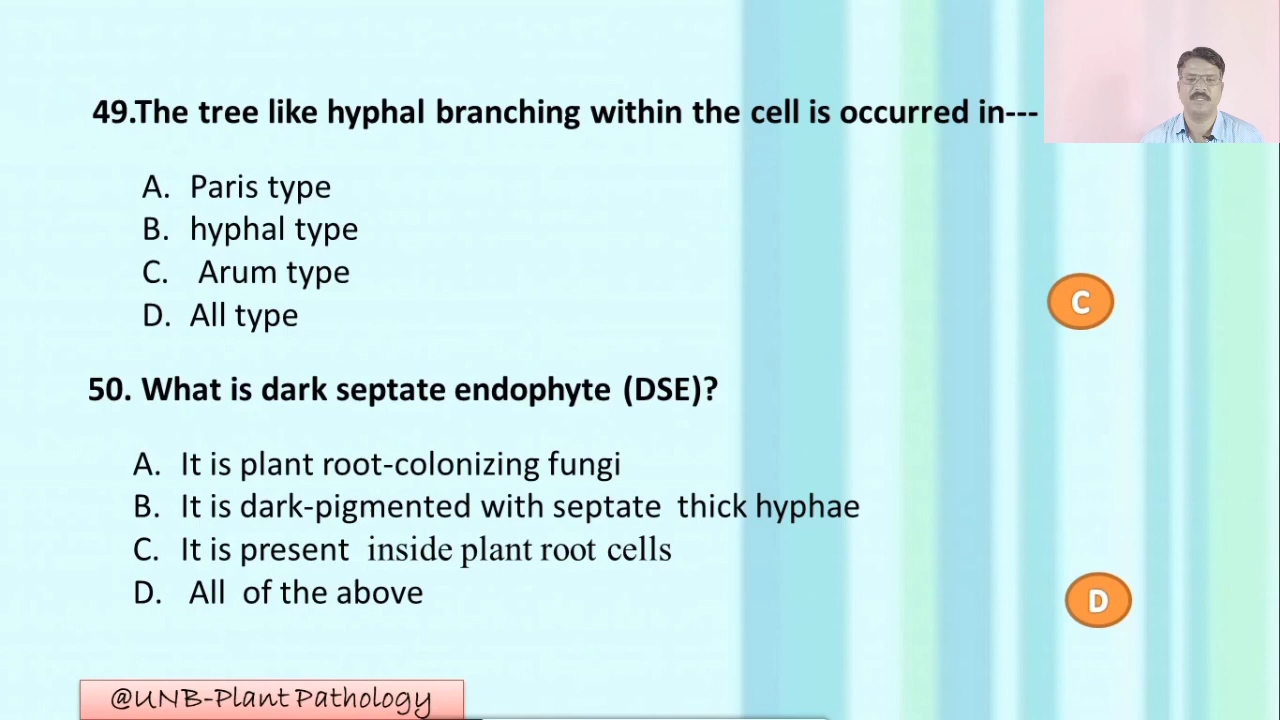 49.The tree like hyphal branching within the cell is occurred in---
A. Paris type
B. hyphal type
C. Arum type
D. All type
C
50. What is dark septate endophyte (DSE)?
A. It is plant root-colonizing fungi
B. It is dark-pigmented with septate thick hyphae
C. It is present inside plant root cells
D. All of the above
D
@UNB-Plant Pathology